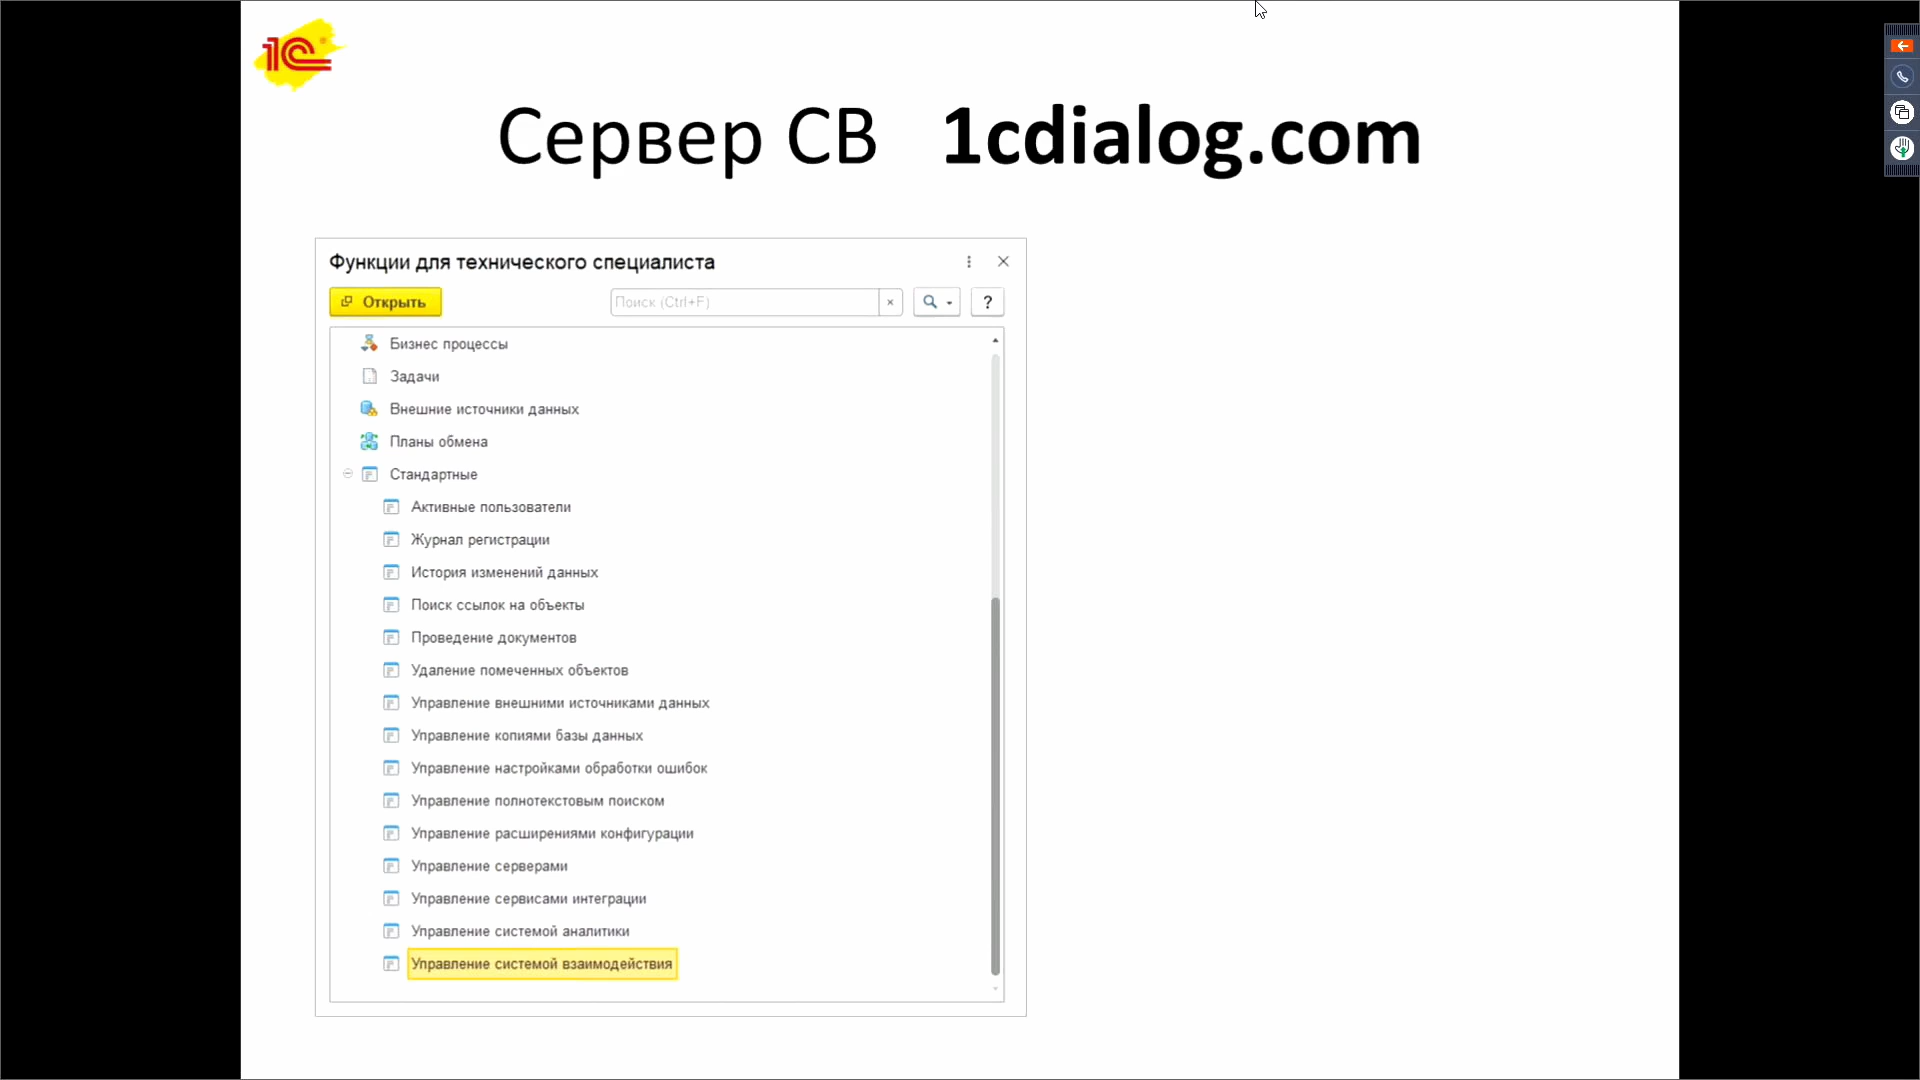 1С
Сервер СВ 1cdialog.com
Функции для технического специалиста
Открыть
Поиск (Ctrl+F)
?
Бизнес процессы
Задачи
Внешние источники данных
Планы обмена
Стандартные
Активные пользователи
Журнал регистрации
История изменений данных
Поиск ссылок на объекты
Проведение документов
Удаление помеченных объектов
Управление внешними источниками данных
Управление копиями базы данных
Управление настройками обработки ошибок
Управление полнотекстовым поиском
Управление расширениями конфигурации
Управление серверами
Управление сервисами интеграции
Управление системой аналитики
Управление системой взаимодействия